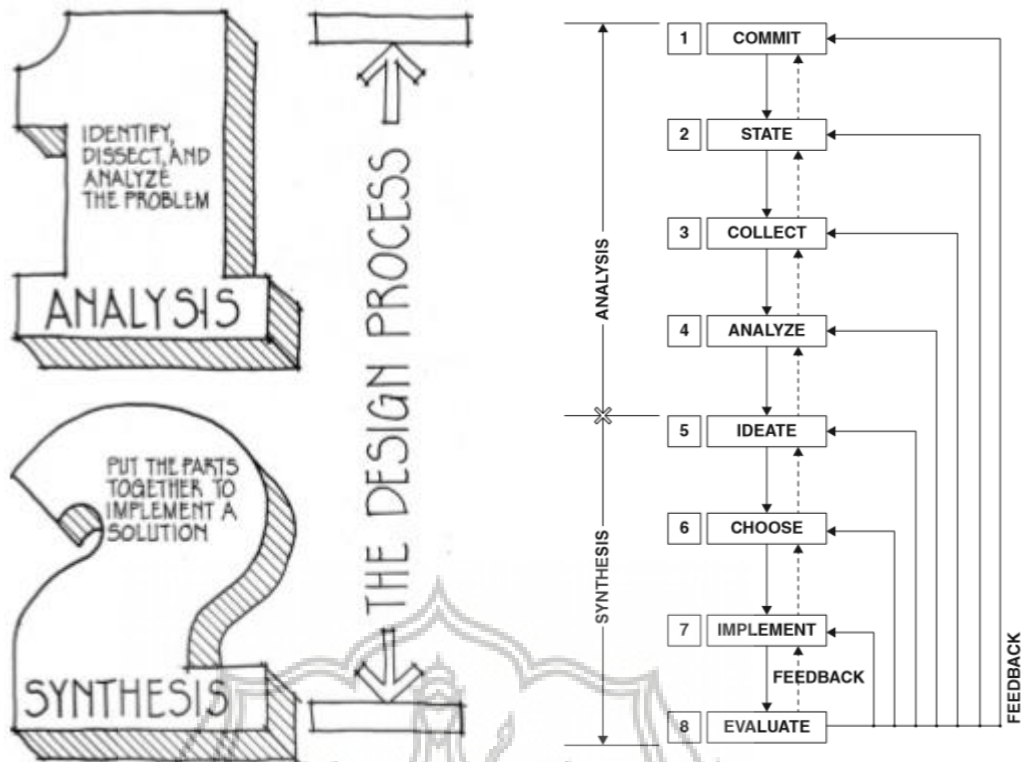 IDENTIFY,
DISSECT, AND
ANALYZE
THE PROBLEM
ANALYSIS
PUT THE PARTS
TOGETHER TO
IMPLEMENT A
SOLUTION
SYNTHESIS
THE DESIGN PROCESS
ANALYSIS
SYNTHESIS
1 COMMIT
2 STATE
3 COLLECT
4 ANALYZE
5 IDEATE
6 CHOOSE
7 IMPLEMENT
FEEDBACK
8 EVALUATE
FEEDBACK